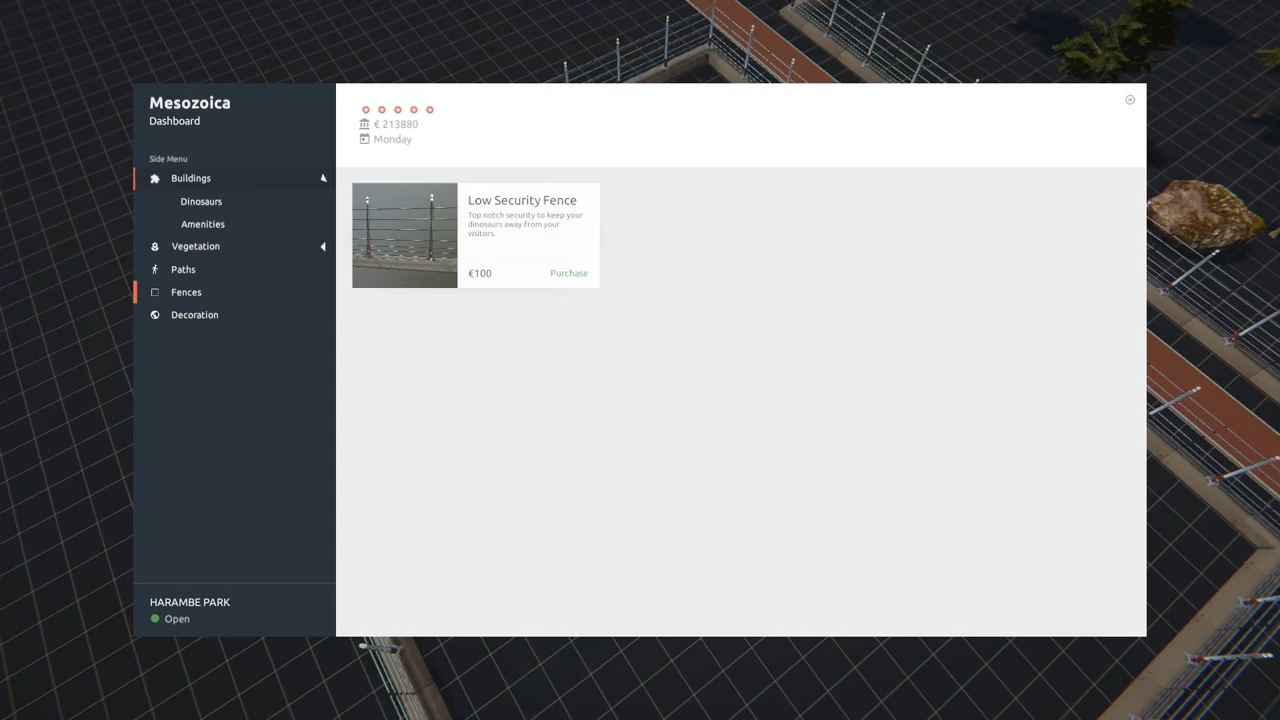 Mesozoica
Dashboard
Side Menu
Buildings
Dinosaurs
Amenities
Vegetation
Paths
Fences
Decoration
HARAMBE PARK
Open
€ 213880
Monday
Low Security Fence
Top notch security to keep your
dinosaurs away from your
visitors.
€100
Purchase